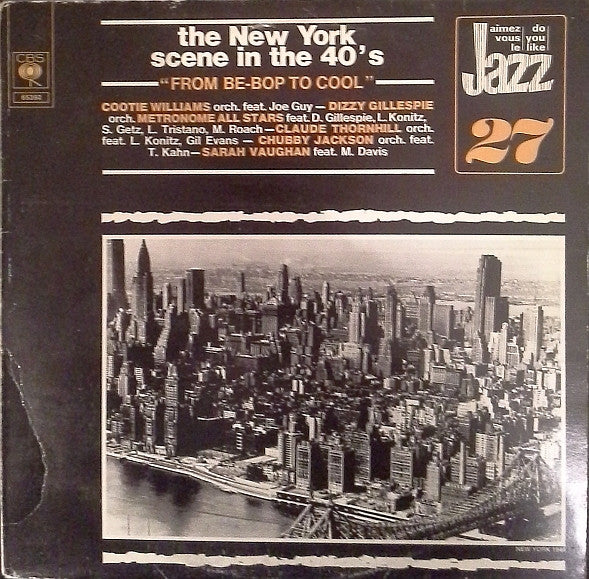 CBS
65392
the New York
scene in the 40's
"FROM BE-BOP TO COOL"
COOTIE WILLIAMS orch. feat. Joe Guy — DIZZY GILLESPIE
orch. METRONOME ALL STARS feat. D. Gillespie, L. Konitz,
S. Getz, L. Tristano, M. Roach — CLAUDE THORNHILL orch.
feat. L. Konitz, Gil Evans — CHUBBY JACKSON orch. feat.
T. Kahn — SARAH VAUGHAN feat. M. Davis
aimez do
vous you
le like
Jazz
27
NEW YORK